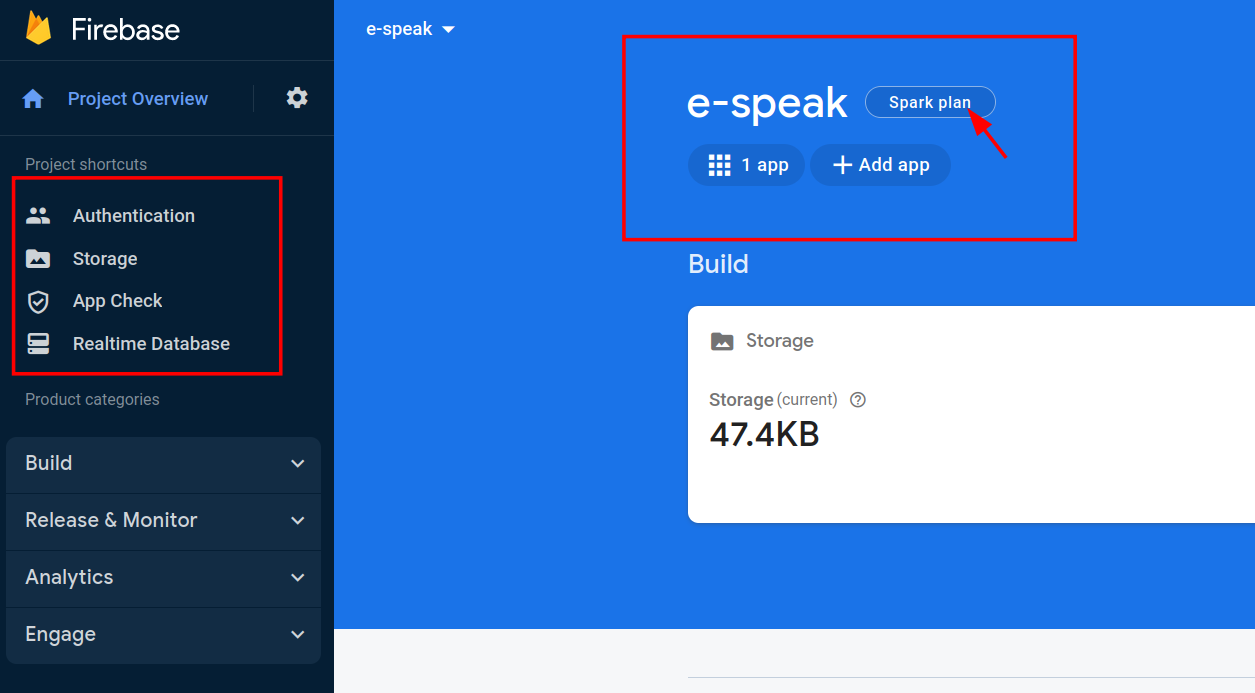 Firebase
Project Overview
Project shortcuts
Authentication
Storage
App Check
Realtime Database
Product categories
Build
Release & Monitor
Analytics
Engage
e-speak
e-speak
Spark plan
1 app
+ Add app
Build
Storage
Storage (current) ?
47.4KB